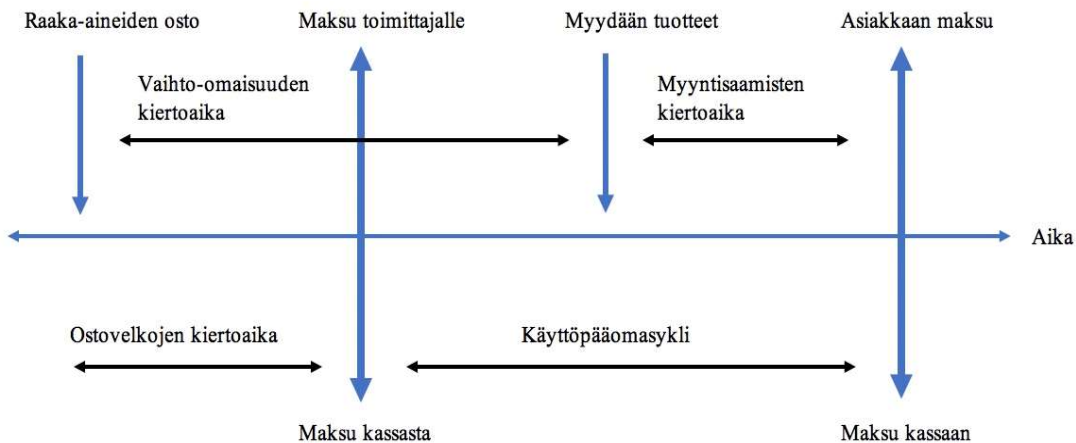 Raaka-aineiden osto
Maksu toimittajalle
Myydään tuotteet
Asiakkaan maksu
Vaihto-omaisuuden
kiertoaika
Myyntisaamisten
kiertoaika
Aika
Ostovelkojen kiertoaika
Käyttöpääomasykli
Maksu kassasta
Maksu kassaan